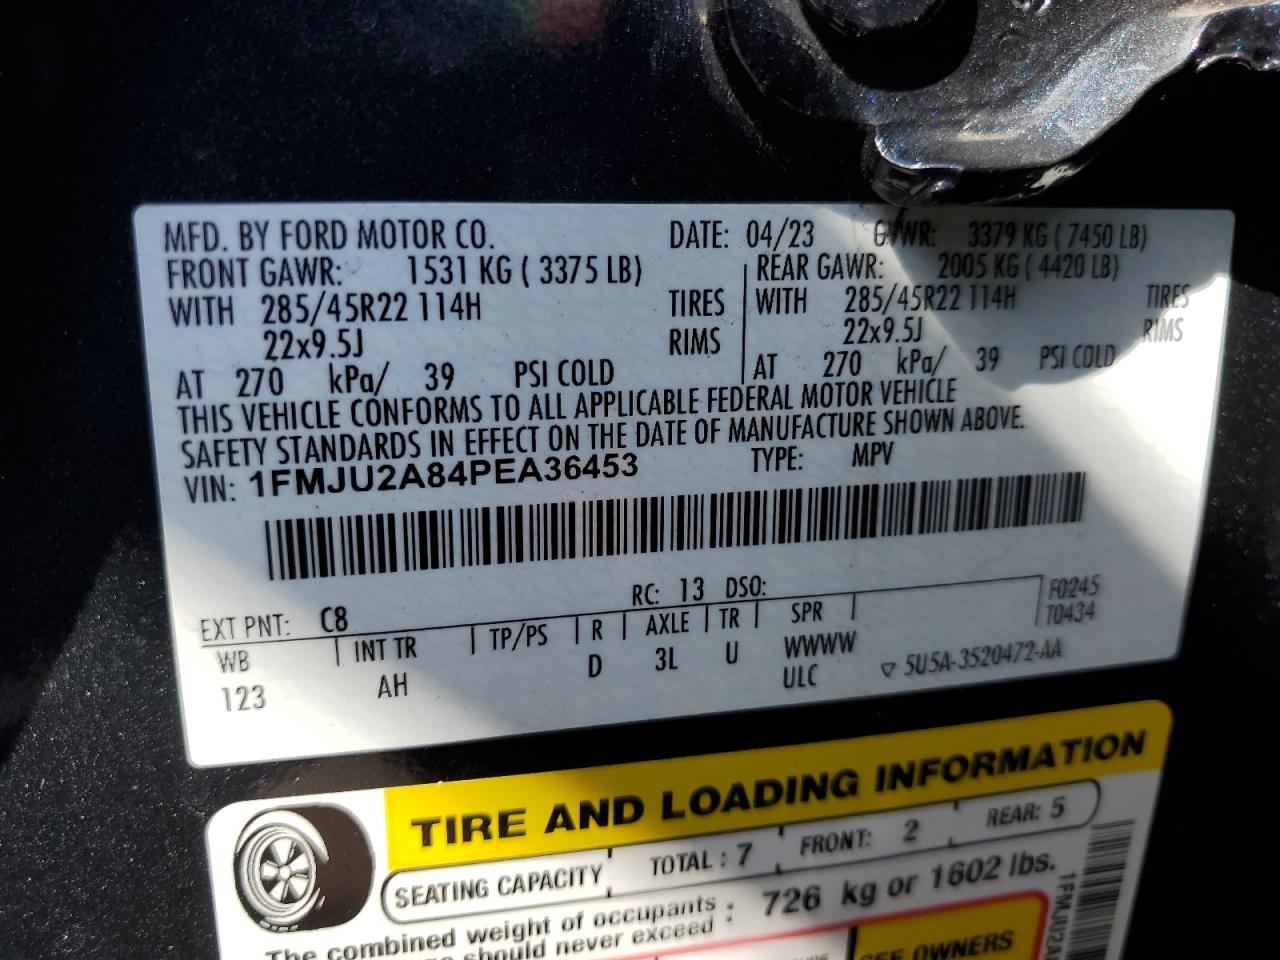 MFD. BY FORD MOTOR CO. DATE: 04/23 GVWR: 3379 KG ( 7450 LB)
FRONT GAWR: 1531 KG ( 3375 LB) REAR GAWR: 2005 KG ( 4420 LB)
WITH 285/45R22 114H TIRES WITH 285/45R22 114H TIRES
22x9.5J RIMS 22x9.5J RIMS
AT 270 kPa/ 39 PSI COLD AT 270 kPa/ 39 PSI COLD
THIS VEHICLE CONFORMS TO ALL APPLICABLE FEDERAL MOTOR VEHICLE
SAFETY STANDARDS IN EFFECT ON THE DATE OF MANUFACTURE SHOWN ABOVE.
VIN: 1FMJU2A84PEA36453 TYPE: MPV
EXT PNT: C8 RC: 13 DSO: F0245
WB INT TR TP/PS R AXLE TR SPR T0434
123 AH D 3L U WWWW
ULC ▽ 5U5A-3520472-AA
TIRE AND LOADING INFORMATION
SEATING CAPACITY TOTAL : 7 FRONT: 2 REAR: 5
The combined weight of occupants : 726 kg or 1602 lbs.
should never exceed
OWNERS
1FMJU2A